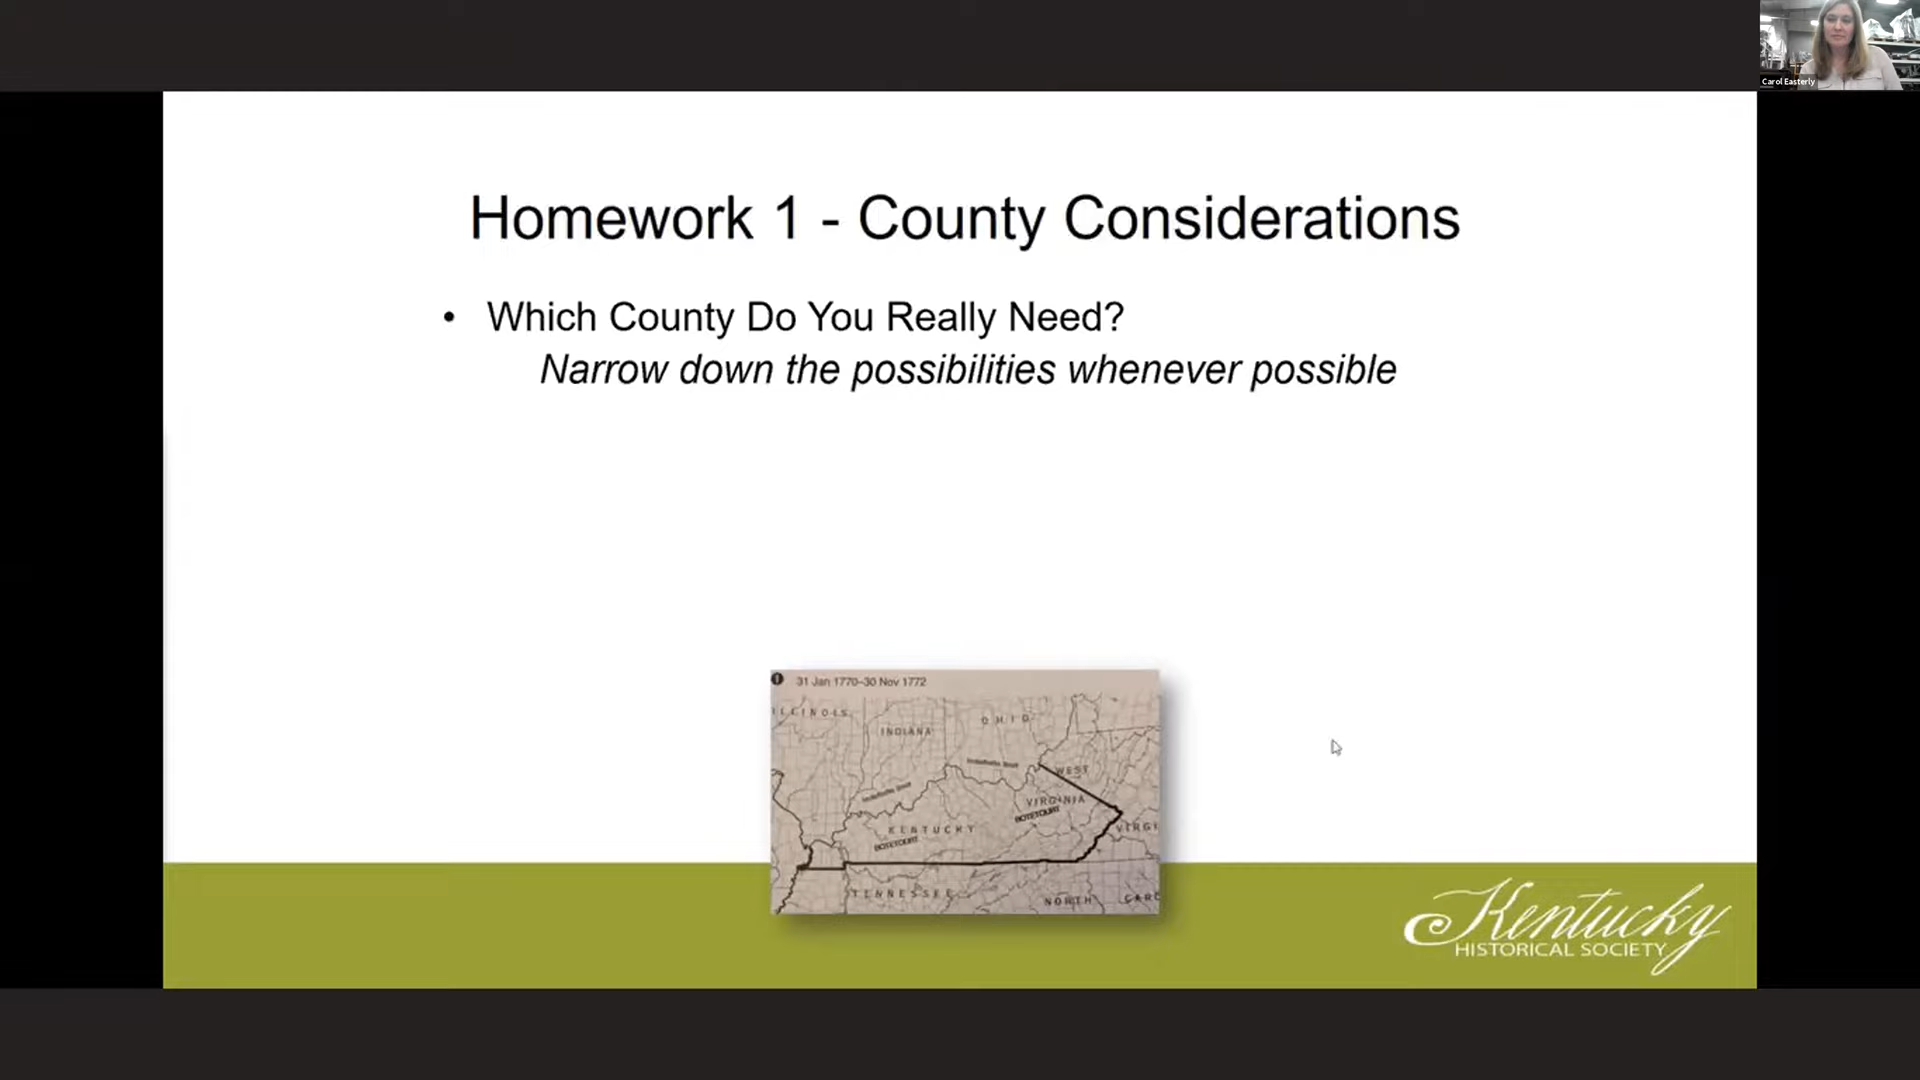 Carol Easterly
Homework 1 - County Considerations
• Which County Do You Really Need?
Narrow down the possibilities whenever possible
1 31 Jan 1770–30 Nov 1772
ILLINOIS
OHIO
INDIANA
WEST
VIRGINIA
BOTETOURT
VIRGI
KENTUCKY
BOTETOURT
TENNESSEE
NORTH CARO
Kentucky
HISTORICAL SOCIETY